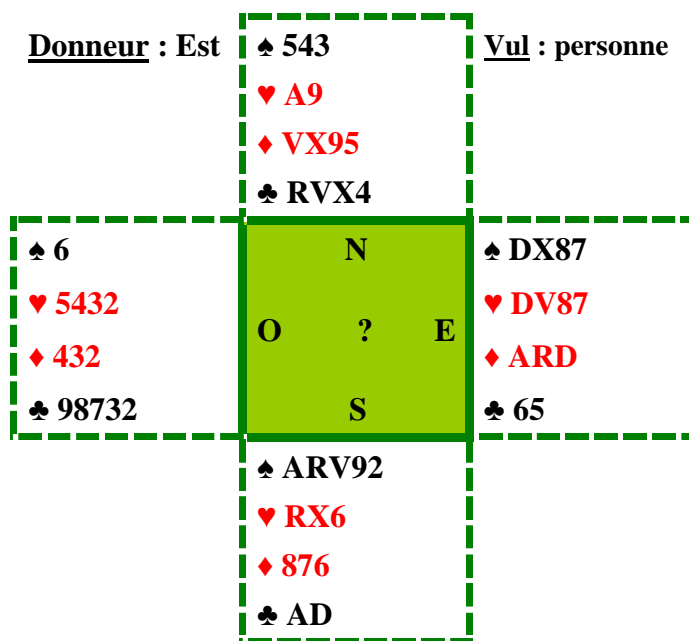 Donneur : Est
♠ 543
Vul : personne
♥ A9
♦ VX95
♣ RVX4
♠ 6
N
♠ DX87
♥ 5432
♥ DV87
O ? E
♦ 432
♦ ARD
♣ 98732
S
♣ 65
♠ ARV92
♥ RX6
♦ 876
♣ AD